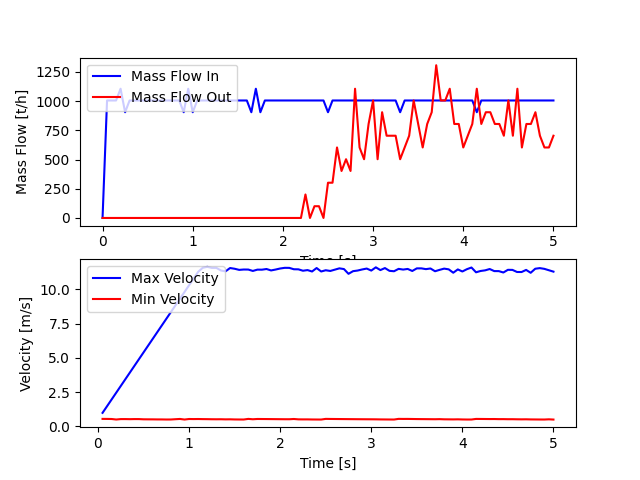 Mass Flow [t/h]
1250
1000
750
500
250
0
Mass Flow In
Mass Flow Out
0 1 2 3 4 5
Time [s]
Velocity [m/s]
10.0
7.5
5.0
2.5
0.0
Max Velocity
Min Velocity
0 1 2 3 4 5
Time [s]